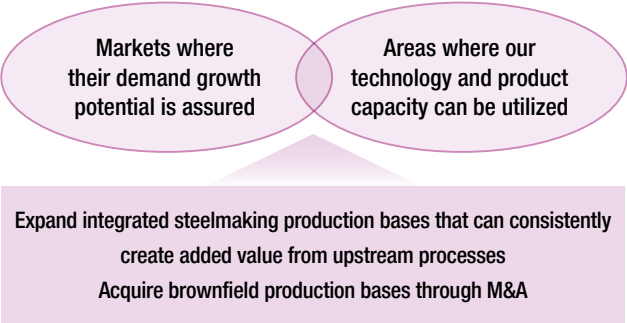 Markets where
their demand growth
potential is assured
Areas where our
technology and product
capacity can be utilized
Expand integrated steelmaking production bases that can consistently
create added value from upstream processes
Acquire brownfield production bases through M&A